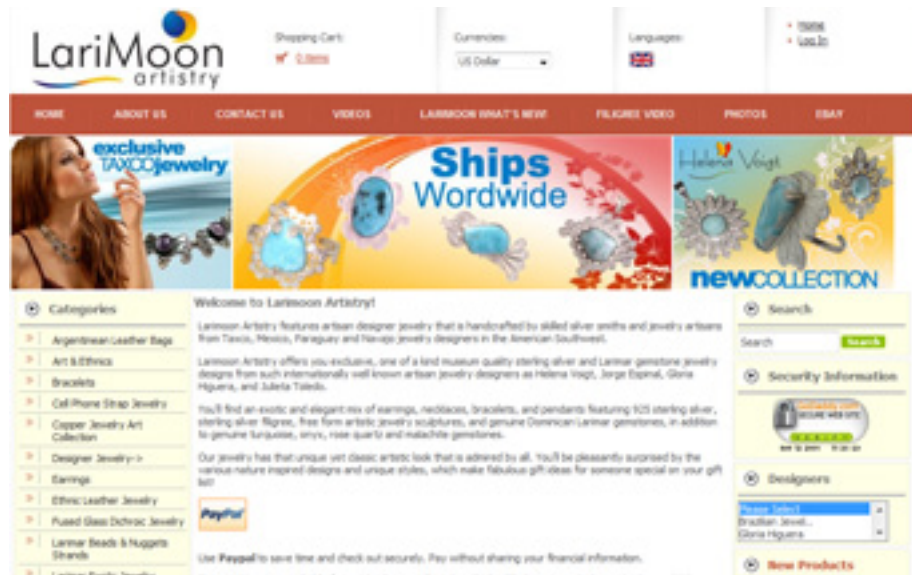 LariMoon
artistry
Shopping Cart:
0 items
Currencies:
US Dollar
Languages:
Home
Log In
HOME
ABOUT US
CONTACT US
VIDEOS
LARIMOON WHAT'S NEW!
FILIGREE VIDEO
PHOTOS
EBAY
exclusive
TAXCOjewelry
Ships
Wordwide
Helena Voigt
newCOLLECTION
Categories
Argentinean Leather Bags
Art & Ethnics
Bracelets
Cell Phone Strap Jewelry
Copper Jewelry Art
Collection
Designer Jewelry->
Earrings
Ethnic Leather Jewelry
Fused Glass Dichroic Jewelry
Larimar Beads & Nuggets
Strands
Welcome to Larimoon Artistry!
Larimoon Artistry features artisan designer jewelry that is handcrafted by skilled silver smiths and jewelry artisans
from Taxco, Mexico, Paraguay and Navajo jewelry designers in the American Southwest.
Larimoon Artistry offers you exclusive, one of a kind museum quality sterling silver and Larimar gemstone jewelry
designs from such internationally well known artisan jewelry designers as Helena Voigt, Jorge Espinal, Gloria
Higuera, and Julieta Toledo.
You'll find an exotic and elegant mix of earrings, necklaces, bracelets, and pendants featuring 925 sterling silver,
sterling silver filigree, free form artistic jewelry sculptures, and genuine Dominican Larimar gemstones, in addition
to genuine turquoise, onyx, rose quartz and malachite gemstones.
Our jewelry has that unique yet classic artistic look that is admired by all. You'll be pleasantly surprised by the
various nature inspired designs and unique styles, which make fabulous gift ideas for someone special on your gift
list!
PayPal
Use Paypal to save time and check out securely. Pay without sharing your financial information.
Search
Search
Search
Security Information
SECURE WEB SITE
Designers
Please Select
Brazilian Jewel...
Gloria Higuera
New Products